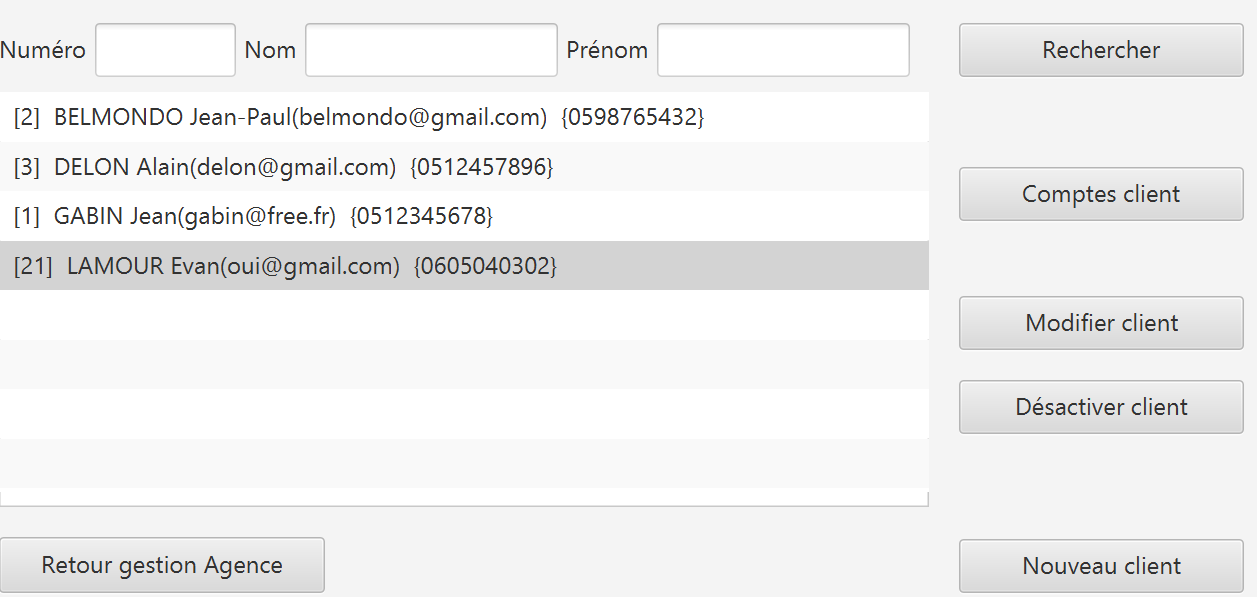 Numéro Nom Prénom Rechercher
[2] BELMONDO Jean-Paul(belmondo@gmail.com) {0598765432}
[3] DELON Alain(delon@gmail.com) {0512457896}
Comptes client
[1] GABIN Jean(gabin@free.fr) {0512345678}
[21] LAMOUR Evan(oui@gmail.com) {0605040302}
Modifier client
Désactiver client
Retour gestion Agence
Nouveau client